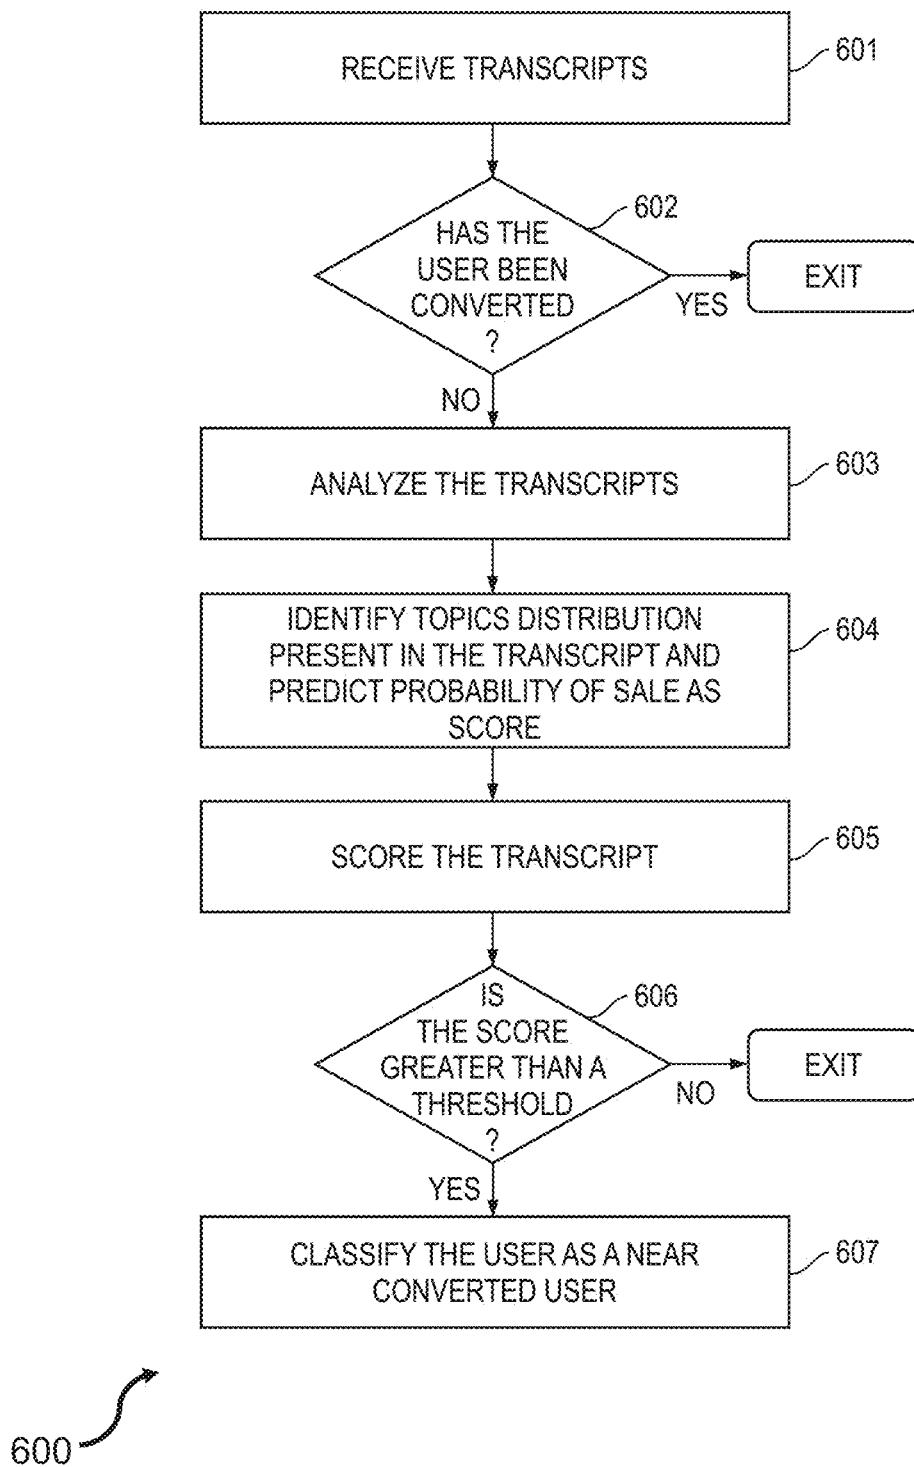 RECEIVE TRANSCRIPTS
601
602
HAS THE
USER BEEN
CONVERTED
?
YES
EXIT
NO
ANALYZE THE TRANSCRIPTS
603
IDENTIFY TOPICS DISTRIBUTION
PRESENT IN THE TRANSCRIPT AND
PREDICT PROBABILITY OF SALE AS
SCORE
604
SCORE THE TRANSCRIPT
605
606
IS
THE SCORE
GREATER THAN A
THRESHOLD
?
NO
EXIT
YES
CLASSIFY THE USER AS A NEAR
CONVERTED USER
607
600